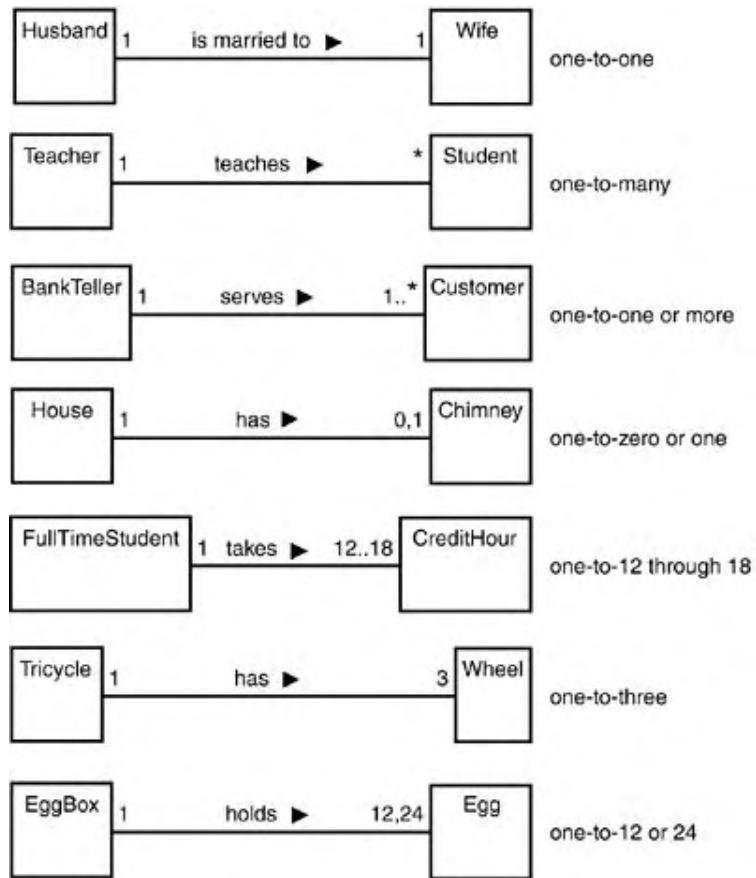 Husband 1 is married to ► 1 Wife one-to-one
Teacher 1 teaches ► * Student one-to-many
BankTeller 1 serves ► 1..* Customer one-to-one or more
House 1 has ► 0,1 Chimney one-to-zero or one
FullTimeStudent 1 takes ► 12..18 CreditHour one-to-12 through 18
Tricycle 1 has ► 3 Wheel one-to-three
EggBox 1 holds ► 12,24 Egg one-to-12 or 24